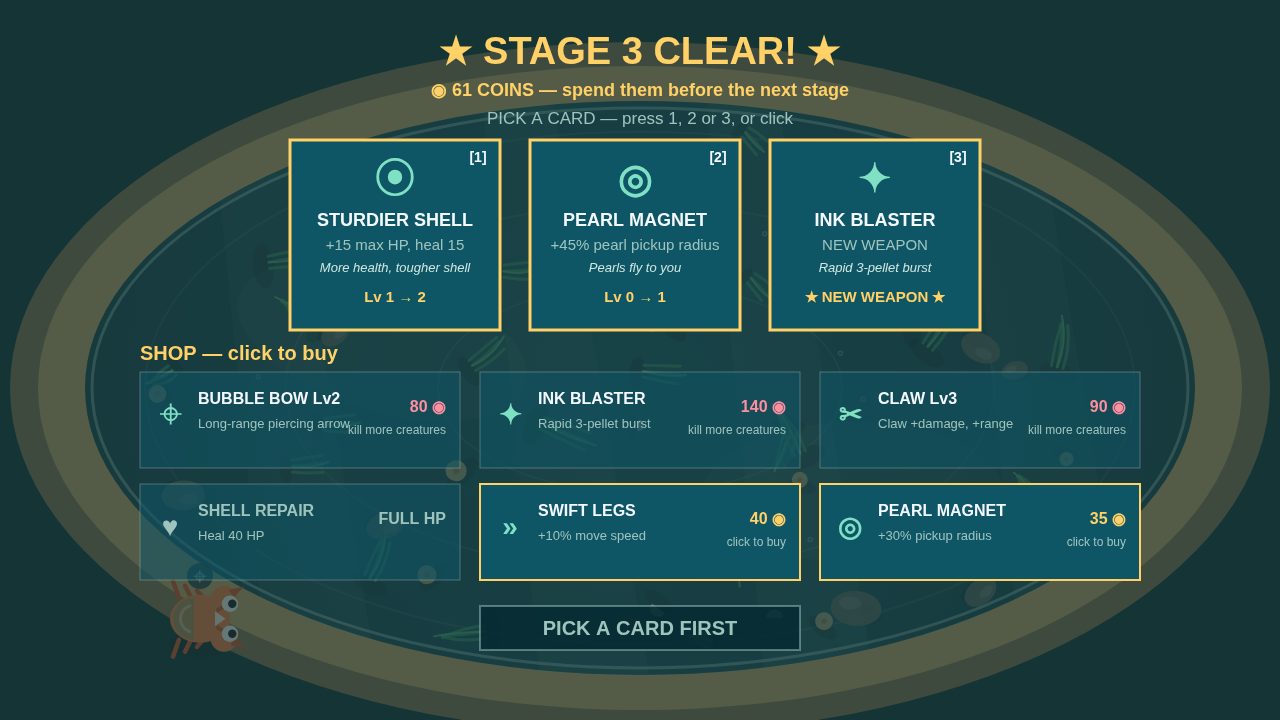 ★ STAGE 3 CLEAR! ★
◉ 61 COINS — spend them before the next stage
PICK A CARD — press 1, 2 or 3, or click
[1]
STURDIER SHELL
+15 max HP, heal 15
More health, tougher shell
Lv 1 → 2
[2]
PEARL MAGNET
+45% pearl pickup radius
Pearls fly to you
Lv 0 → 1
[3]
INK BLASTER
NEW WEAPON
Rapid 3-pellet burst
★ NEW WEAPON ★
SHOP — click to buy
BUBBLE BOW Lv2
80 ◉
Long-range piercing arrow
kill more creatures
INK BLASTER
140 ◉
Rapid 3-pellet burst
kill more creatures
CLAW Lv3
90 ◉
Claw +damage, +range
kill more creatures
SHELL REPAIR
FULL HP
Heal 40 HP
SWIFT LEGS
40 ◉
+10% move speed
click to buy
PEARL MAGNET
35 ◉
+30% pickup radius
click to buy
PICK A CARD FIRST